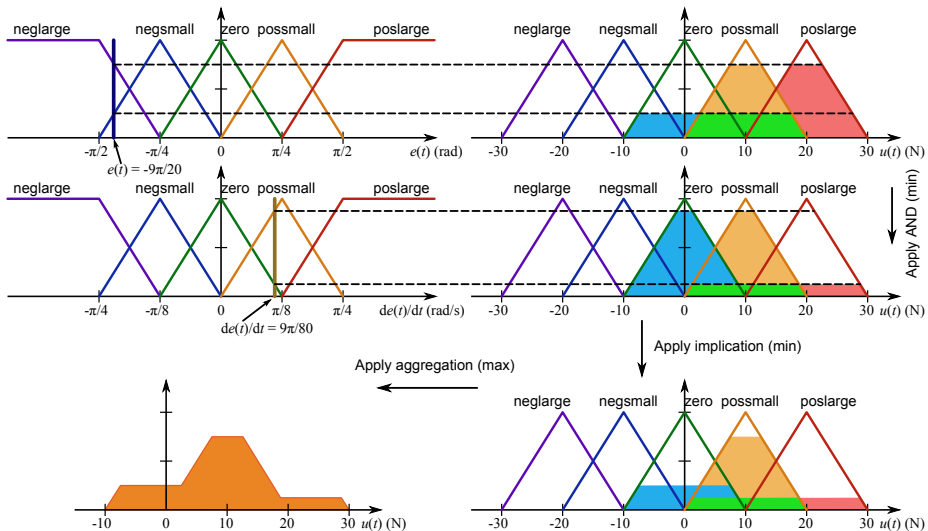 neglarge negsmall zero possmall poslarge
-π/2 -π/4 0 π/4 π/2 e(t) (rad)
e(t) = -9π/20
neglarge negsmall zero possmall poslarge
-30 -20 -10 0 10 20 30 u(t) (N)
Apply AND (min)
neglarge negsmall zero possmall poslarge
-π/4 -π/8 0 π/8 π/4 de(t)/dt (rad/s)
de(t)/dt = 9π/80
neglarge negsmall zero possmall poslarge
-30 -20 -10 0 10 20 30 u(t) (N)
Apply implication (min)
Apply aggregation (max)
-10 0 10 20 30 u(t) (N)
neglarge negsmall zero possmall poslarge
-30 -20 -10 0 10 20 30 u(t) (N)